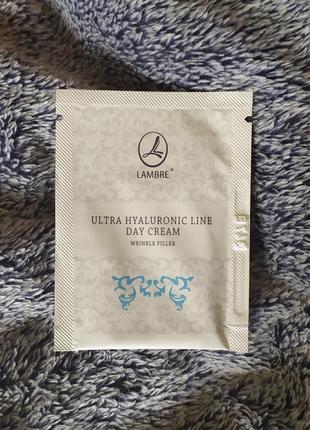 LAMBRE®
ULTRA HYALURONIC LINE
DAY CREAM
WRINKLE FILLER